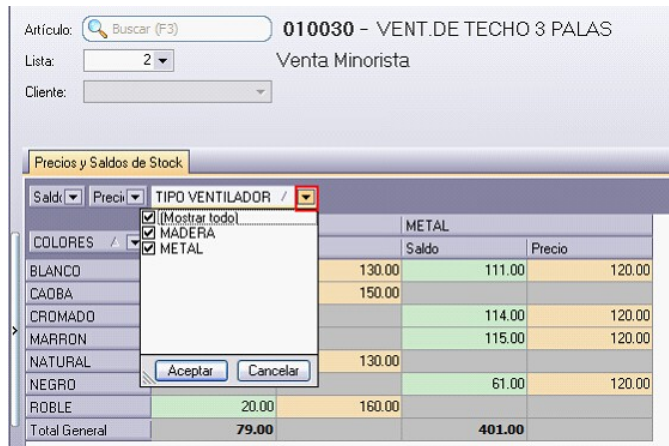 Artículo: Buscar (F3) 010030 - VENT.DE TECHO 3 PALAS
Lista: 2 Venta Minorista
Cliente:
Precios y Saldos de Stock
Precio TIPO VENTILADOR
(Mostrar todo)
MADERA
METAL
METAL
COLORES Saldo Precio
BLANCO 130.00 111.00 120.00
CAOBA 150.00
CROMADO 114.00 120.00
MARRON 115.00 120.00
NATURAL 130.00
NEGRO 61.00 120.00
Aceptar Cancelar
ROBLE 20.00 160.00
Total General 79.00 401.00